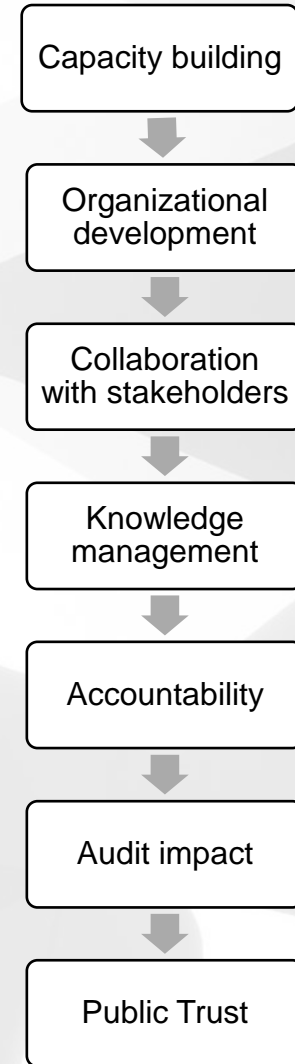 Capacity building
Organizational
development
Collaboration
with stakeholders
Knowledge
management
Accountability
Audit impact
Public Trust